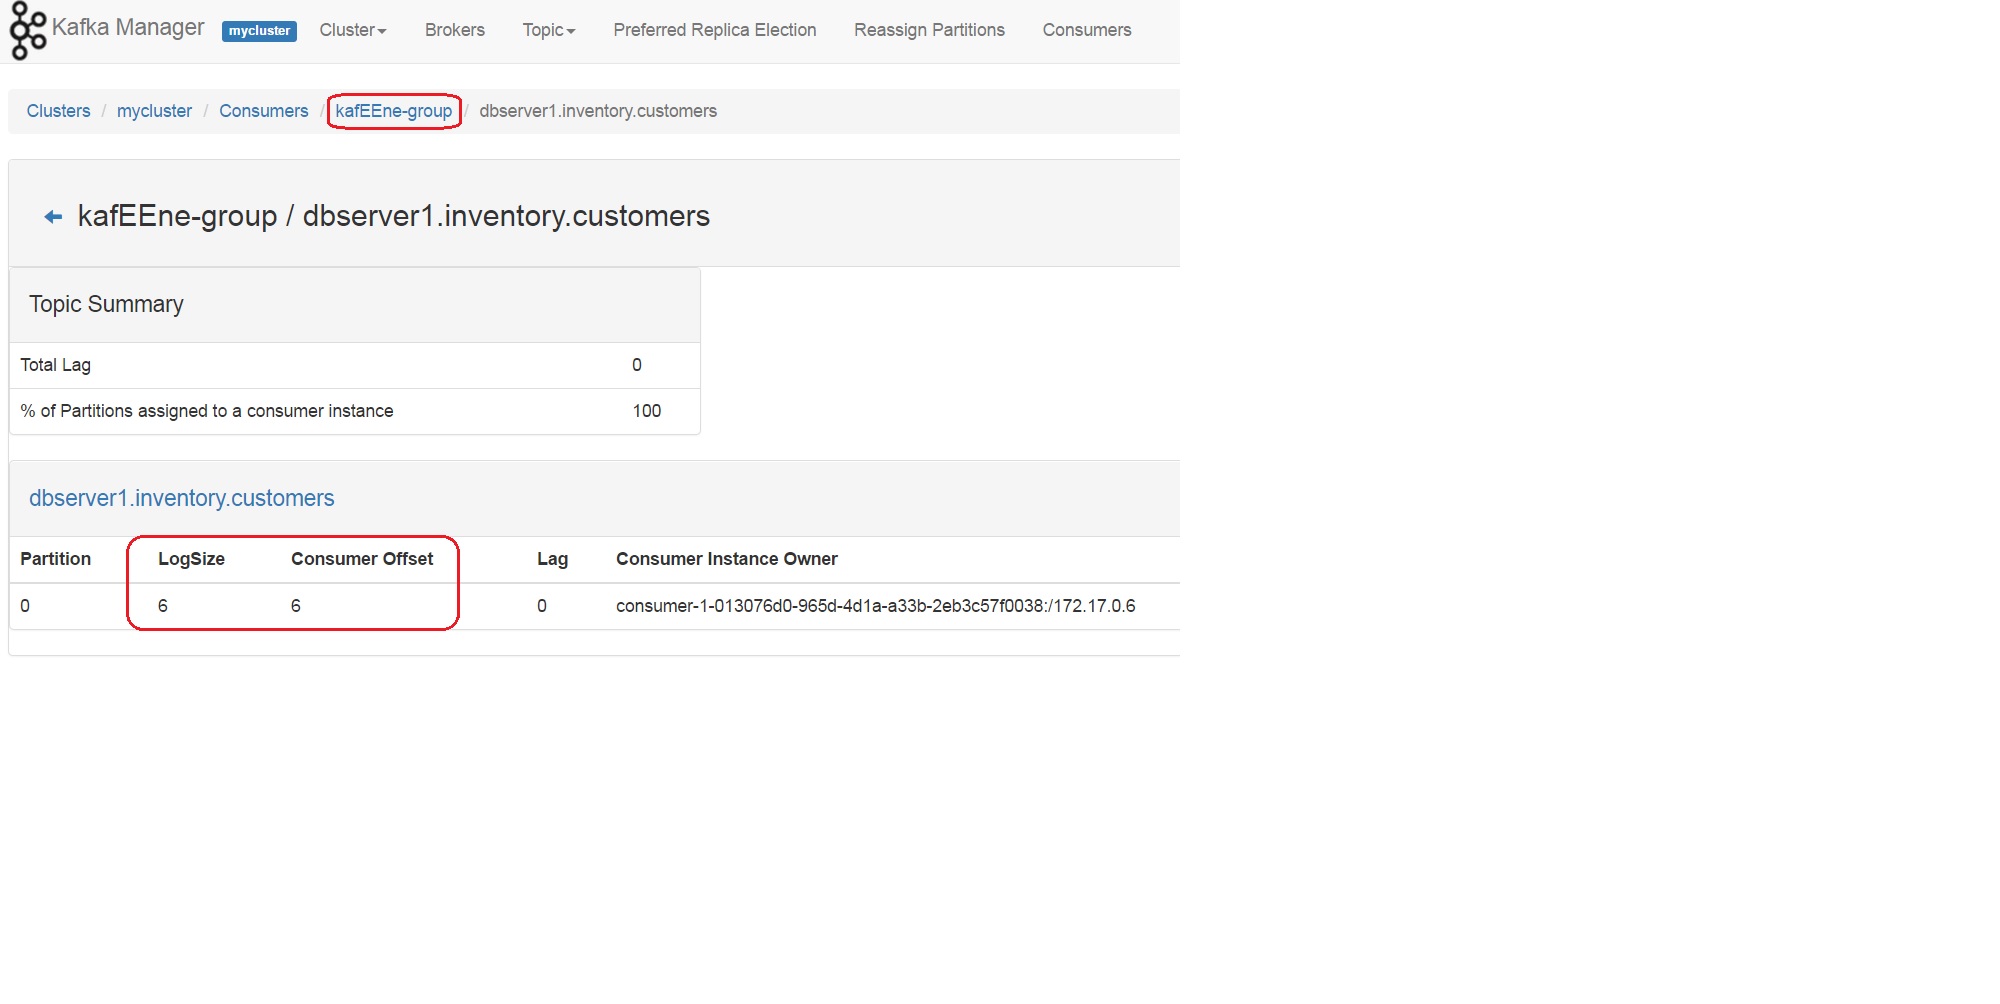 Kafka Manager mycluster Cluster Brokers Topic Preferred Replica Election Reassign Partitions Consumers
Clusters / mycluster / Consumers / kafEEne-group / dbserver1.inventory.customers
kafEEne-group / dbserver1.inventory.customers
Topic Summary
Total Lag 0
% of Partitions assigned to a consumer instance 100
dbserver1.inventory.customers
Partition LogSize Consumer Offset Lag Consumer Instance Owner
0 6 6 0 consumer-1-013076d0-965d-4d1a-a33b-2eb3c57f0038:/172.17.0.6